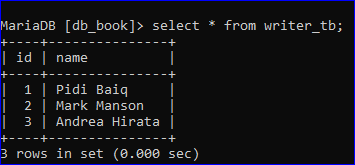 MariaDB [db_book]> select * from writer_tb;
+----+---------------+
| id | name          |
+----+---------------+
|  1 | Pidi Baiq     |
|  2 | Mark Manson   |
|  3 | Andrea Hirata |
+----+---------------+
3 rows in set (0.000 sec)